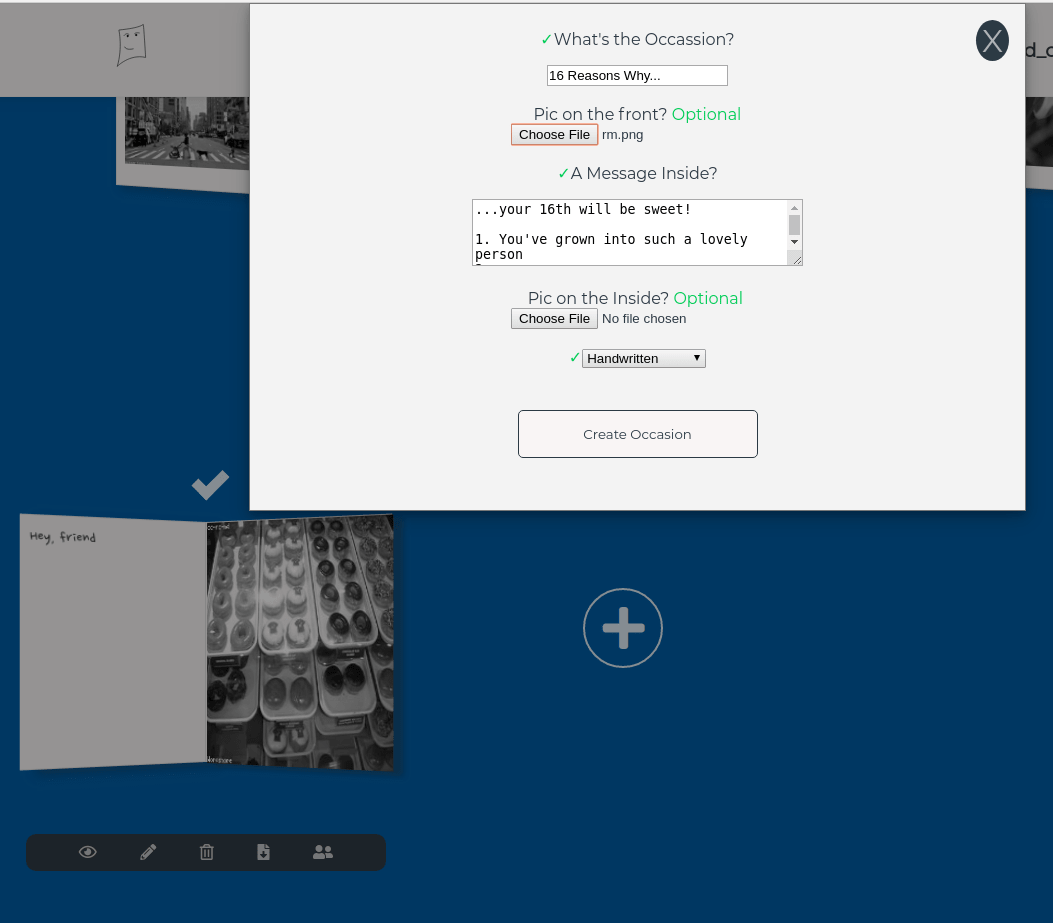 ✓What's the Occassion?
X
d_c
16 Reasons Why...
Pic on the front? Optional
Choose File rm.png
✓A Message Inside?
...your 16th will be sweet!
1. You've grown into such a lovely
person
Pic on the Inside? Optional
Choose File No file chosen
✓Handwritten
Create Occasion
Hey, friend